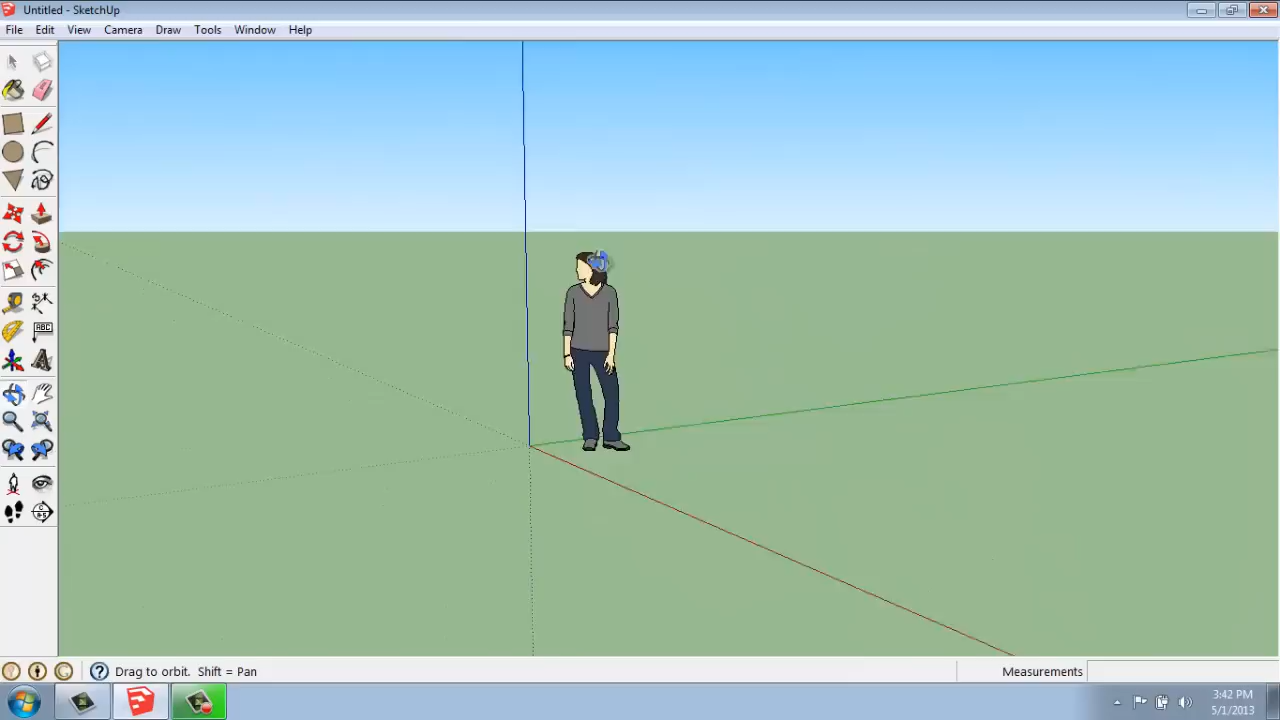 Untitled - SketchUp
File Edit View Camera Draw Tools Window Help
ABC
A
Drag to orbit. Shift = Pan
Measurements
3:42 PM
5/1/2013